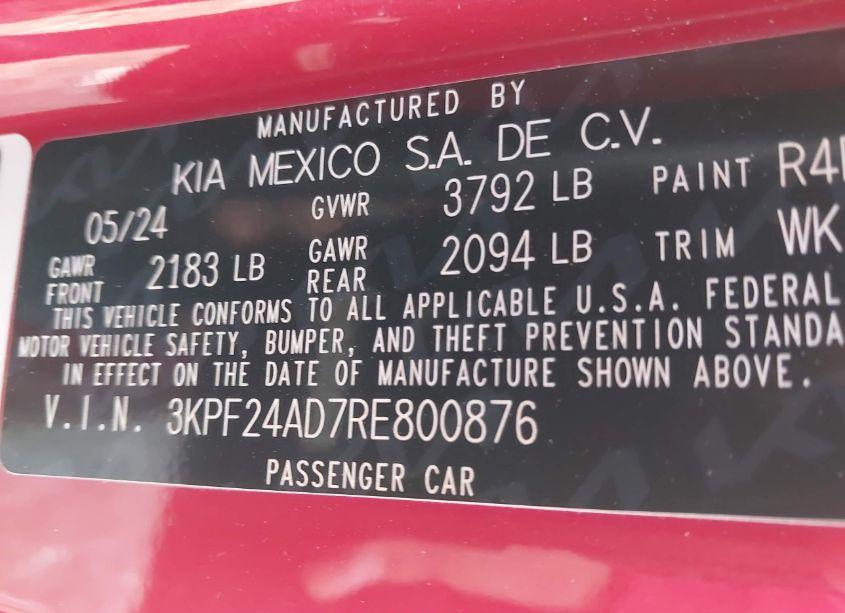 MANUFACTURED BY
KIA MEXICO S.A. DE C.V.
05/24 GVWR 3792 LB PAINT
GAWR FRONT 2183 LB GAWR REAR 2094 LB TRIM WK
THIS VEHICLE CONFORMS TO ALL APPLICABLE U.S.A. FEDERAL
MOTOR VEHICLE SAFETY, BUMPER, AND THEFT PREVENTION STANDA
IN EFFECT ON THE DATE OF MANUFACTURE SHOWN ABOVE.
V.I.N. 3KPF24AD7RE800876
PASSENGER CAR